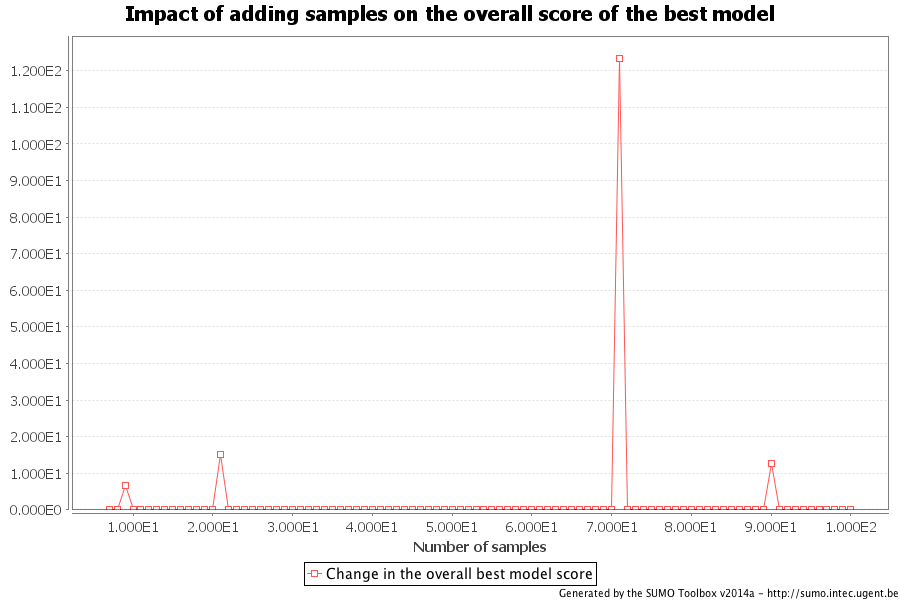 Impact of adding samples on the overall score of the best model
1.200E2
1.100E2
1.000E2
9.000E1
8.000E1
7.000E1
6.000E1
5.000E1
4.000E1
3.000E1
2.000E1
1.000E1
0.000E0
1.000E1 2.000E1 3.000E1 4.000E1 5.000E1 6.000E1 7.000E1 8.000E1 9.000E1 1.000E2
Number of samples
Change in the overall best model score
Generated by the SUMO Toolbox v2014a - http://sumo.intec.ugent.be